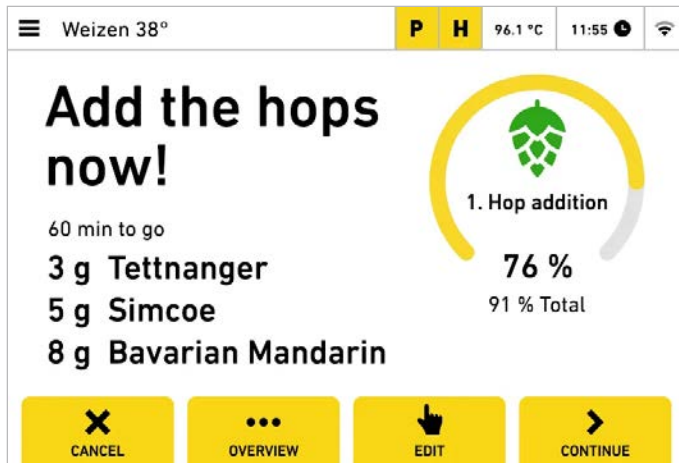 Weizen 38°
P H 96.1 °C 11:55
Add the hops
now!
60 min to go
3 g Tettnanger
5 g Simcoe
8 g Bavarian Mandarin
1. Hop addition
76 %
91 % Total
CANCEL
OVERVIEW
EDIT
CONTINUE